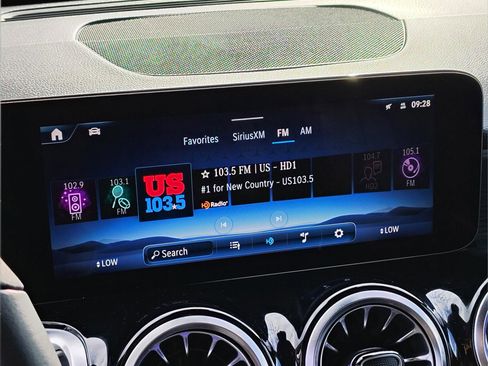 09:28
Favorites SiriusXM FM AM
102.9
FM
103.1
FM
US
103.5
☆ 103.5 FM | US - HD1
#1 for New Country - US103.5
HD Radio
104.7
HD2
105.1
FM
LOW
Search
HD
LOW